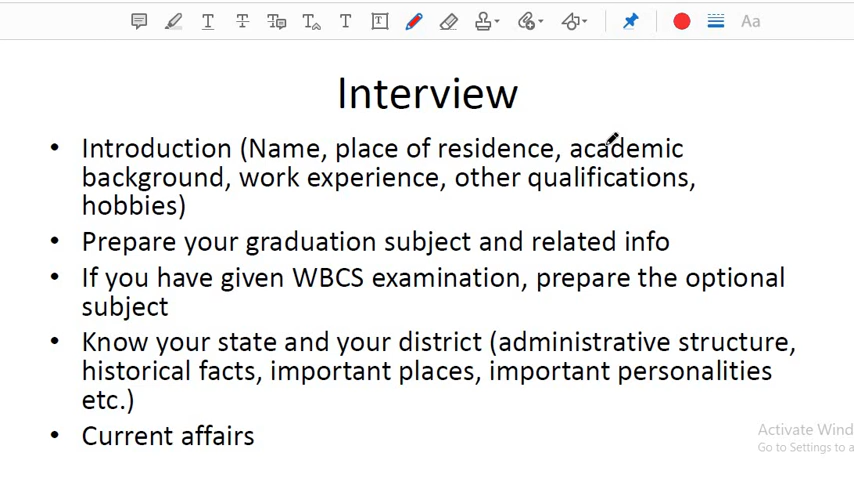 Interview
• Introduction (Name, place of residence, academic
background, work experience, other qualifications,
hobbies)
• Prepare your graduation subject and related info
• If you have given WBCS examination, prepare the optional
subject
• Know your state and your district (administrative structure,
historical facts, important places, important personalities
etc.)
• Current affairs
Activate Wind
Go to Settings to a